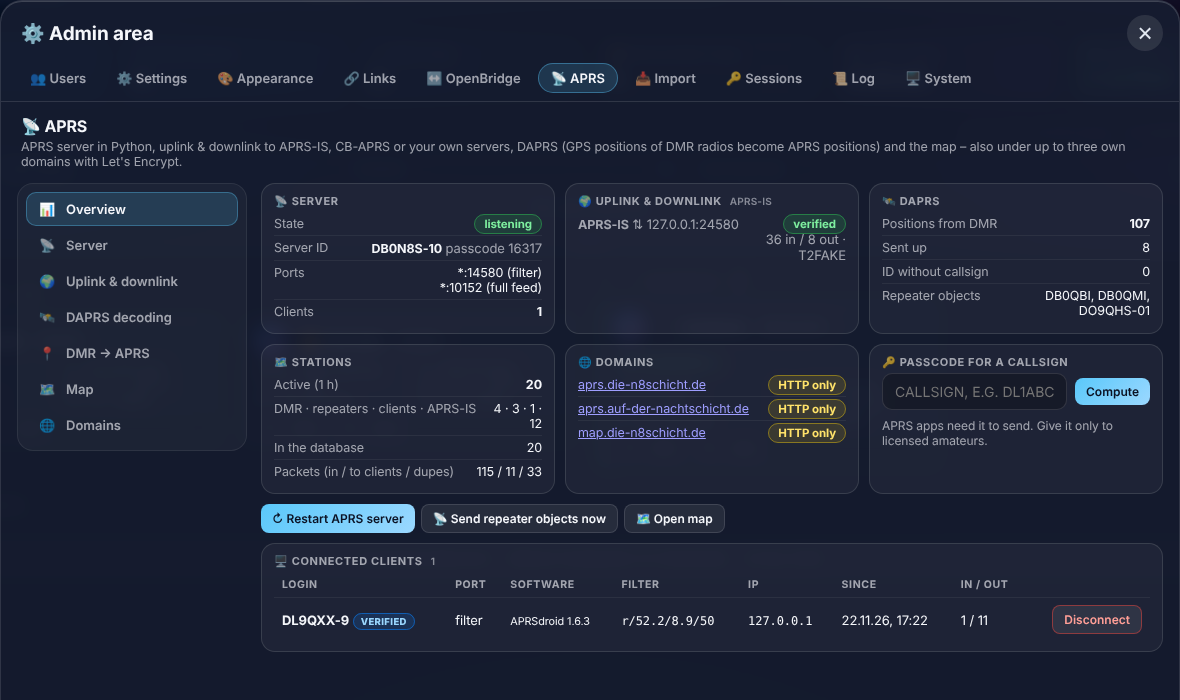 ⚙️ Admin area
✕
👥 Users ⚙️ Settings 🎨 Appearance 🔗 Links ↔️ OpenBridge 📡 APRS 📥 Import 🔑 Sessions 📜 Log 🖥️ System
📡 APRS
APRS server in Python, uplink & downlink to APRS-IS, CB-APRS or your own servers, DAPRS (GPS positions of DMR radios become APRS positions) and the map – also under up to three own
domains with Let's Encrypt.
📊 Overview
📡 Server
🌍 Uplink & downlink
🛰️ DAPRS decoding
📍 DMR → APRS
🗺️ Map
🌐 Domains
📡 SERVER
State listening
Server ID DB0N8S-10 passcode 16317
Ports *:14580 (filter)
*:10152 (full feed)
Clients 1
🌍 UPLINK & DOWNLINK APRS-IS
APRS-IS ⇅ 127.0.0.1:24580 verified
36 in / 8 out ·
T2FAKE
🛰️ DAPRS
Positions from DMR 107
Sent up 8
ID without callsign 0
Repeater objects DB0QBI, DB0QMI,
DO9QHS-01
🗺️ STATIONS
Active (1 h) 20
DMR · repeaters · clients · APRS-IS 4 · 3 · 1 ·
12
In the database 20
Packets (in / to clients / dupes) 115 / 11 / 33
🌐 DOMAINS
aprs.die-n8schicht.de HTTP only
aprs.auf-der-nachtschicht.de HTTP only
map.die-n8schicht.de HTTP only
🔑 PASSCODE FOR A CALLSIGN
CALLSIGN, E.G. DL1ABC Compute
APRS apps need it to send. Give it only to
licensed amateurs.
↻ Restart APRS server 📡 Send repeater objects now 🗺️ Open map
🖥️ CONNECTED CLIENTS 1
LOGIN PORT SOFTWARE FILTER IP SINCE IN / OUT
DL9QXX-9 VERIFIED filter APRSdroid 1.6.3 r/52.2/8.9/50 127.0.0.1 22.11.26, 17:22 1 / 11 Disconnect